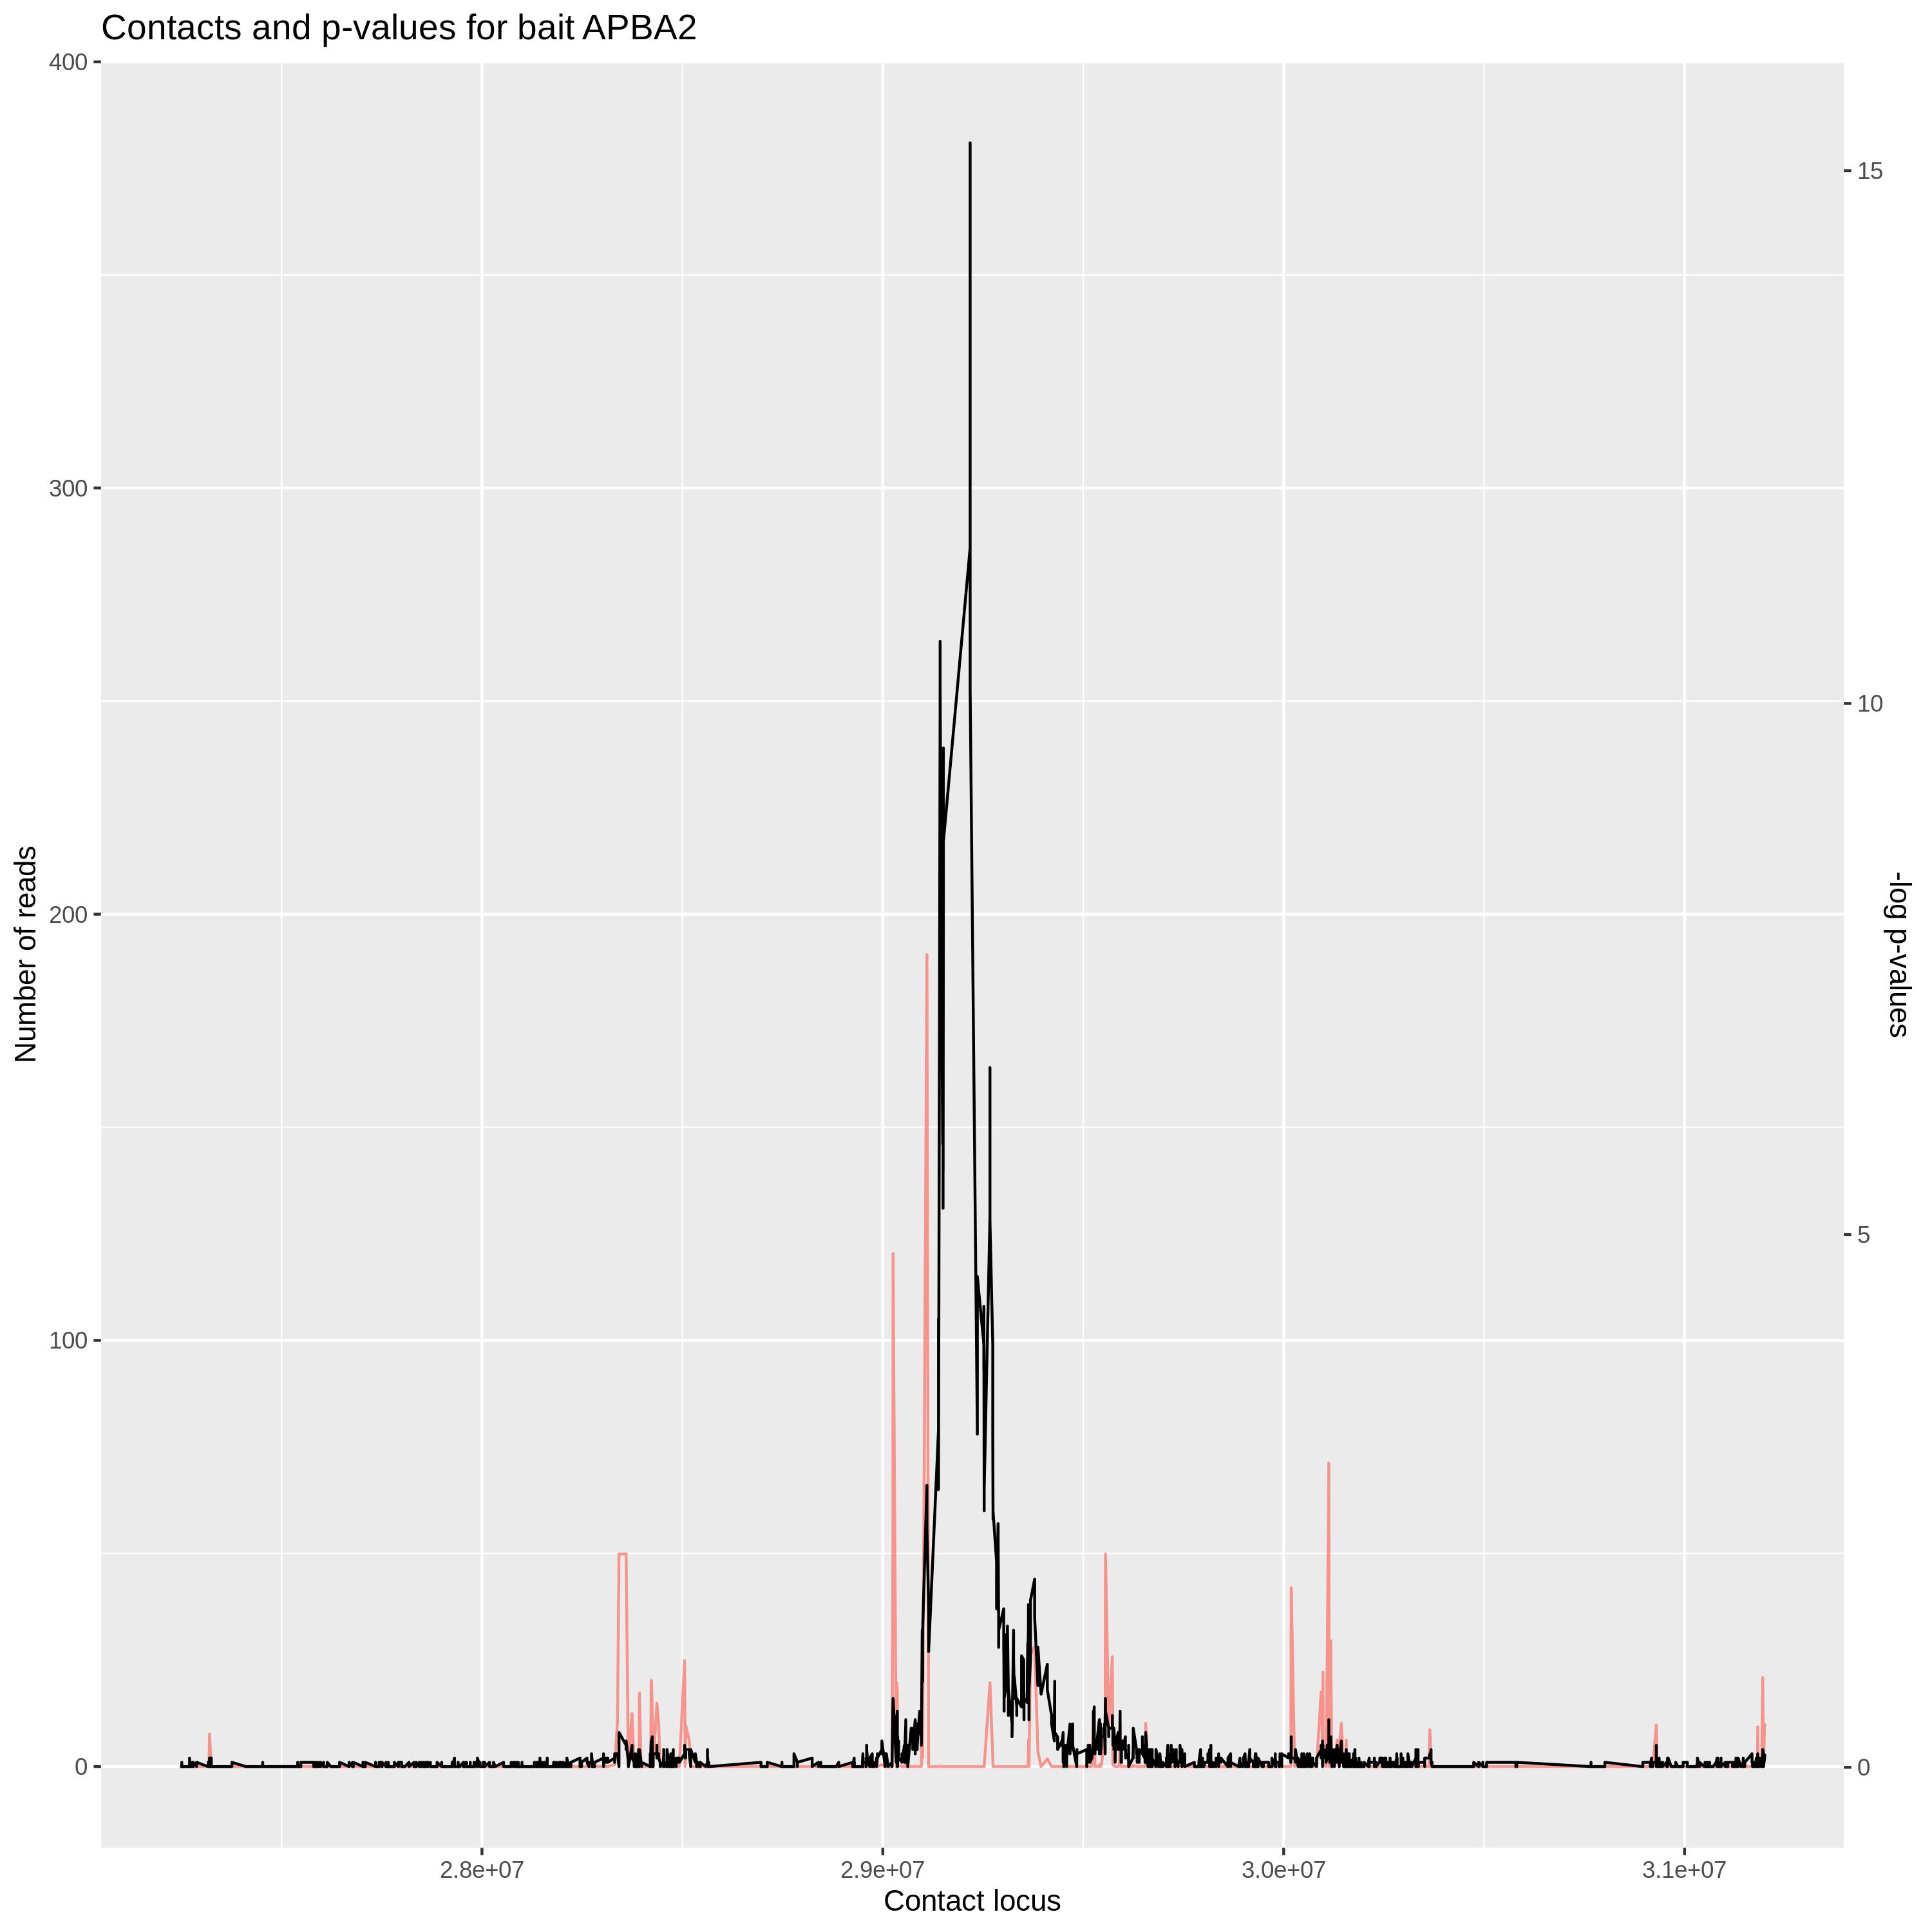 Contacts and p-values for bait APBA2
400
300
200
100
0
15
10
5
0
Number of reads
-log p-values
2.8e+07
2.9e+07
3.0e+07
3.1e+07
Contact locus